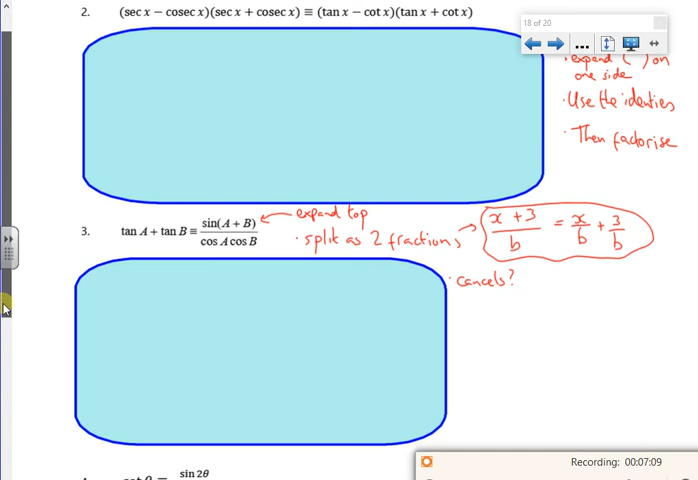 2. (sec x − cosec x)(sec x + cosec x) ≡ (tan x − cot x)(tan x + cot x)
18 of 20
· expand ( ) on
one side
· Use the identies
· Then factorise
3. tan A + tan B ≡ sin(A + B) / cos A cos B
expand top
· split as 2 fractions
x + 3 / b = x / b + 3 / b
· cancels?
Recording: 00:07:09
sin 2θ